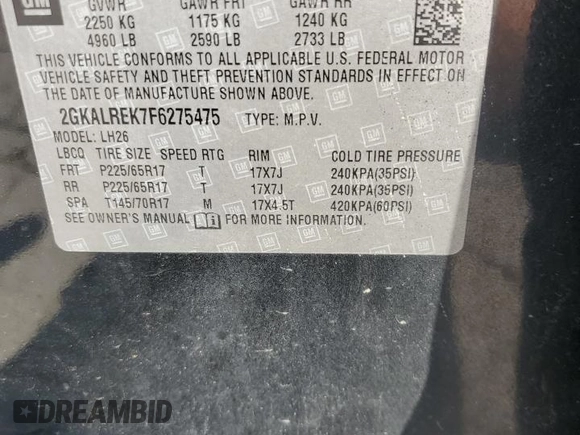 GM
GVWR GAWR FRT GAWR RR
2250 KG 1175 KG 1240 KG
4960 LB 2590 LB 2733 LB
THIS VEHICLE CONFORMS TO ALL APPLICABLE U.S. FEDERAL MOTOR
VEHICLE SAFETY AND THEFT PREVENTION STANDARDS IN EFFECT ON
THE DATE OF MANUFACTURE SHOWN ABOVE.
2GKALREK7F6275475 TYPE: M.P.V.
MODEL: LH26
LBCQ TIRE SIZE SPEED RTG RIM COLD TIRE PRESSURE
FRT P225/65R17 T 17X7J 240KPA(35PSI)
RR P225/65R17 T 17X7J 240KPA(35PSI)
SPA T145/70R17 M 17X4.5T 420KPA(60PSI)
SEE OWNER'S MANUAL FOR MORE INFORMATION.
DREAMBID